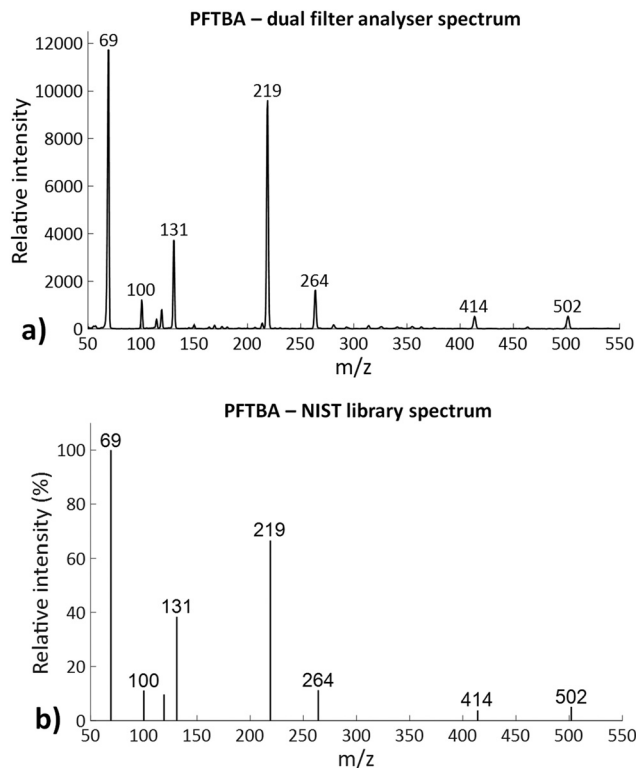 PFTBA – dual filter analyser spectrum
12000
10000
8000
6000
4000
2000
0
Relative intensity
69
100
131
219
264
414
502
50 100 150 200 250 300 350 400 450 500 550
m/z
a)
PFTBA – NIST library spectrum
100
80
60
40
20
0
Relative intensity (%)
69
100
131
219
264
414
502
50 100 150 200 250 300 350 400 450 500 550
m/z
b)